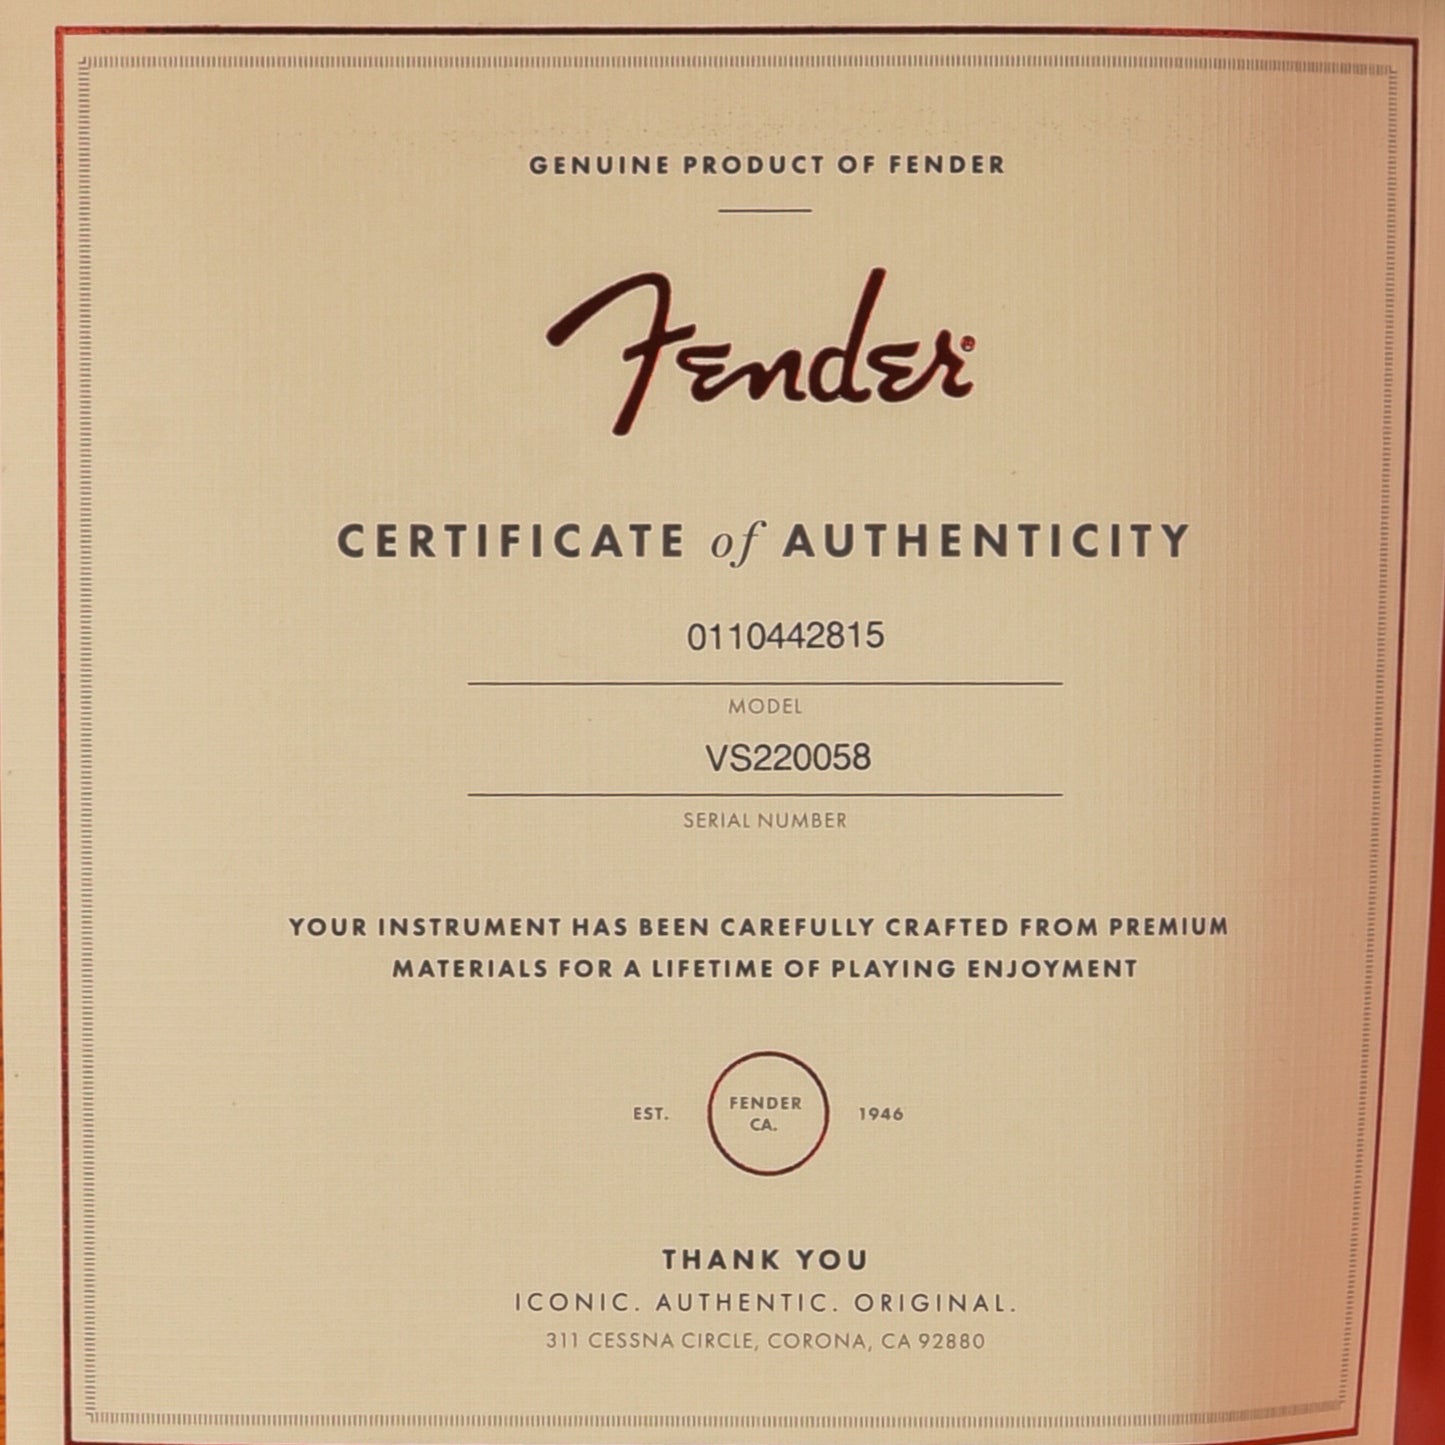 GENUINE PRODUCT OF FENDER
Fender®
CERTIFICATE of AUTHENTICITY
0110442815
MODEL
VS220058
SERIAL NUMBER
YOUR INSTRUMENT HAS BEEN CAREFULLY CRAFTED FROM PREMIUM
MATERIALS FOR A LIFETIME OF PLAYING ENJOYMENT
EST. FENDER 1946
CA.
THANK YOU
ICONIC. AUTHENTIC. ORIGINAL.
311 CESSNA CIRCLE, CORONA, CA 92880